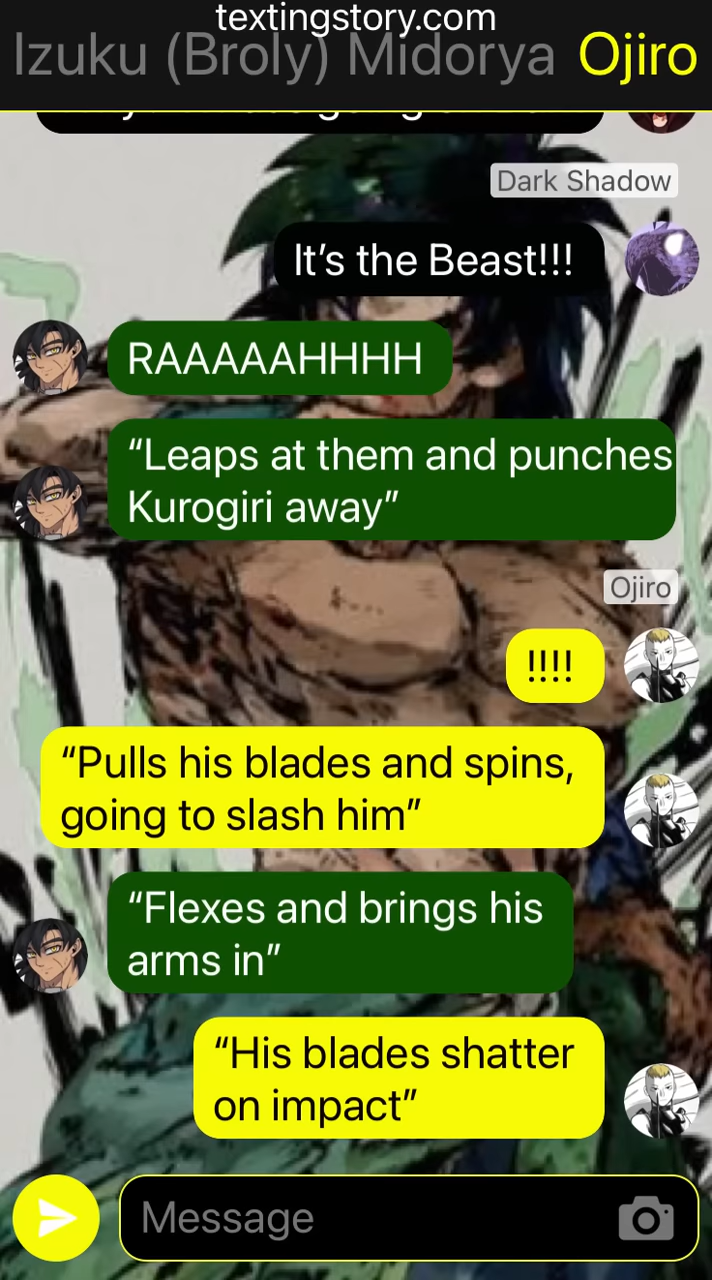 textingstory.com
Izuku (Broly) Midorya Ojiro
Dark Shadow
It’s the Beast!!!
RAAAAAHHHH
“Leaps at them and punches
Kurogiri away”
Ojiro
!!!!
“Pulls his blades and spins,
going to slash him”
“Flexes and brings his
arms in”
“His blades shatter
on impact”
Message